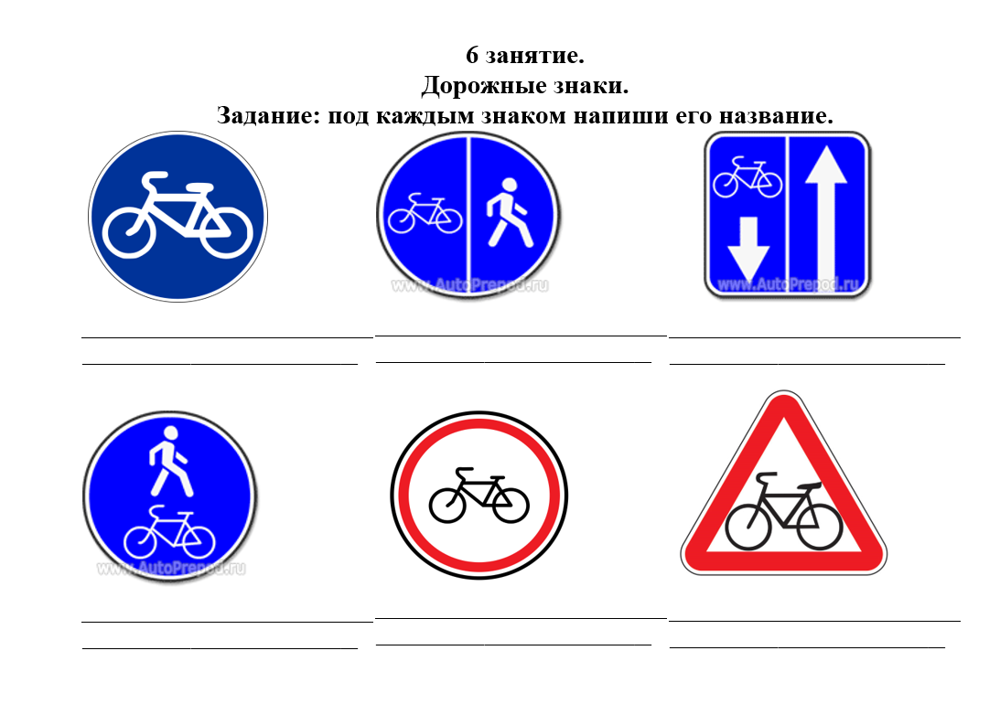 6 занятие.
Дорожные знаки.
Задание: под каждым знаком напиши его название.
www.AutoPrepod.ru
www.AutoPrepod.ru
www.AutoPrepod.ru